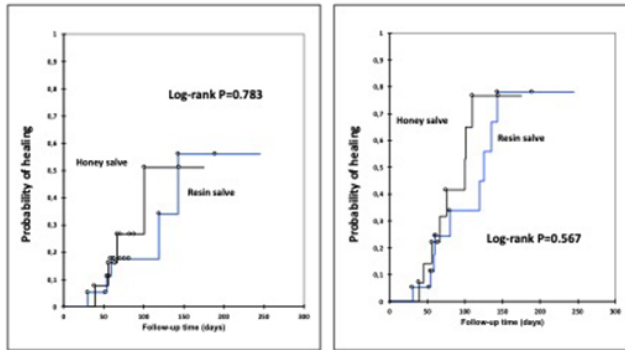 Probability of healing
1
0,9
0,8
0,7
0,6
0,5
0,4
0,3
0,2
0,1
0
Log-rank P=0.783
Honey salve
Resin salve
0 50 100 150 200 250 300
Follow-up time (days)
Probability of healing
1
0,9
0,8
0,7
0,6
0,5
0,4
0,3
0,2
0,1
0
Honey salve
Resin salve
Log-rank P=0.567
0 50 100 150 200 250 300
Follow-up time (days)